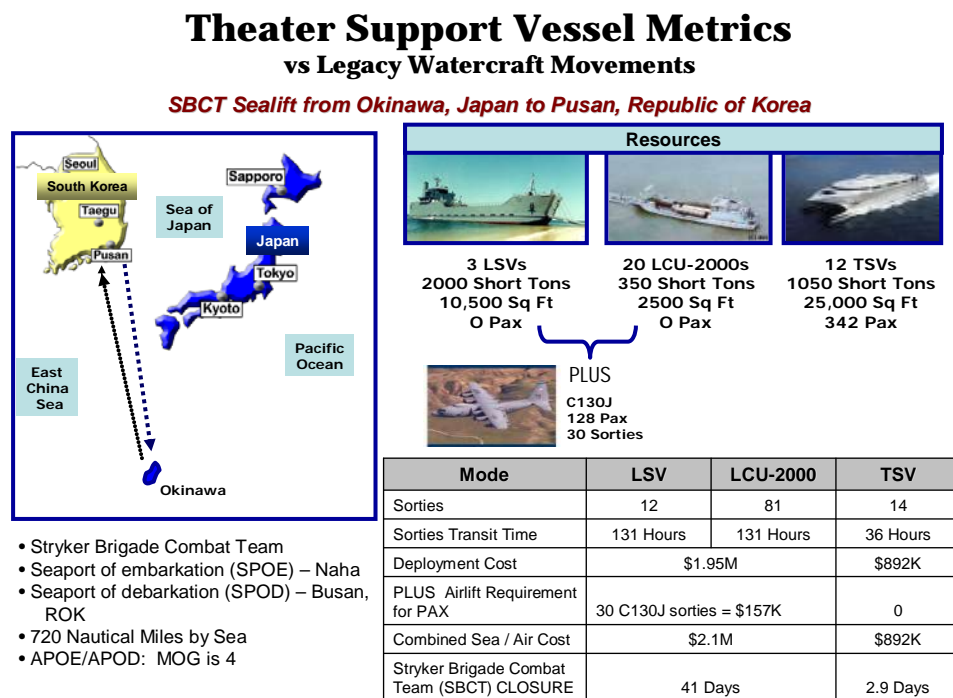 Theater Support Vessel Metrics
vs Legacy Watercraft Movements
SBCT Sealift from Okinawa, Japan to Pusan, Republic of Korea
Seoul
South Korea
Taegu
Pusan
Sea of
Japan
Sapporo
Japan
Tokyo
Kyoto
Pacific
Ocean
East
China
Sea
Okinawa
Resources
3 LSVs
2000 Short Tons
10,500 Sq Ft
O Pax
20 LCU-2000s
350 Short Tons
2500 Sq Ft
O Pax
12 TSVs
1050 Short Tons
25,000 Sq Ft
342 Pax
PLUS
C130J
128 Pax
30 Sorties
• Stryker Brigade Combat Team
• Seaport of embarkation (SPOE) – Naha
• Seaport of debarkation (SPOD) – Busan,
ROK
• 720 Nautical Miles by Sea
• APOE/APOD: MOG is 4
Mode LSV LCU-2000 TSV
Sorties 12 81 14
Sorties Transit Time 131 Hours 131 Hours 36 Hours
Deployment Cost $1.95M $892K
PLUS Airlift Requirement
for PAX 30 C130J sorties = $157K 0
Combined Sea / Air Cost $2.1M $892K
Stryker Brigade Combat
Team (SBCT) CLOSURE 41 Days 2.9 Days